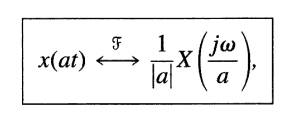 x(at) ⟷^ℱ 1/|a| X(jω/a),